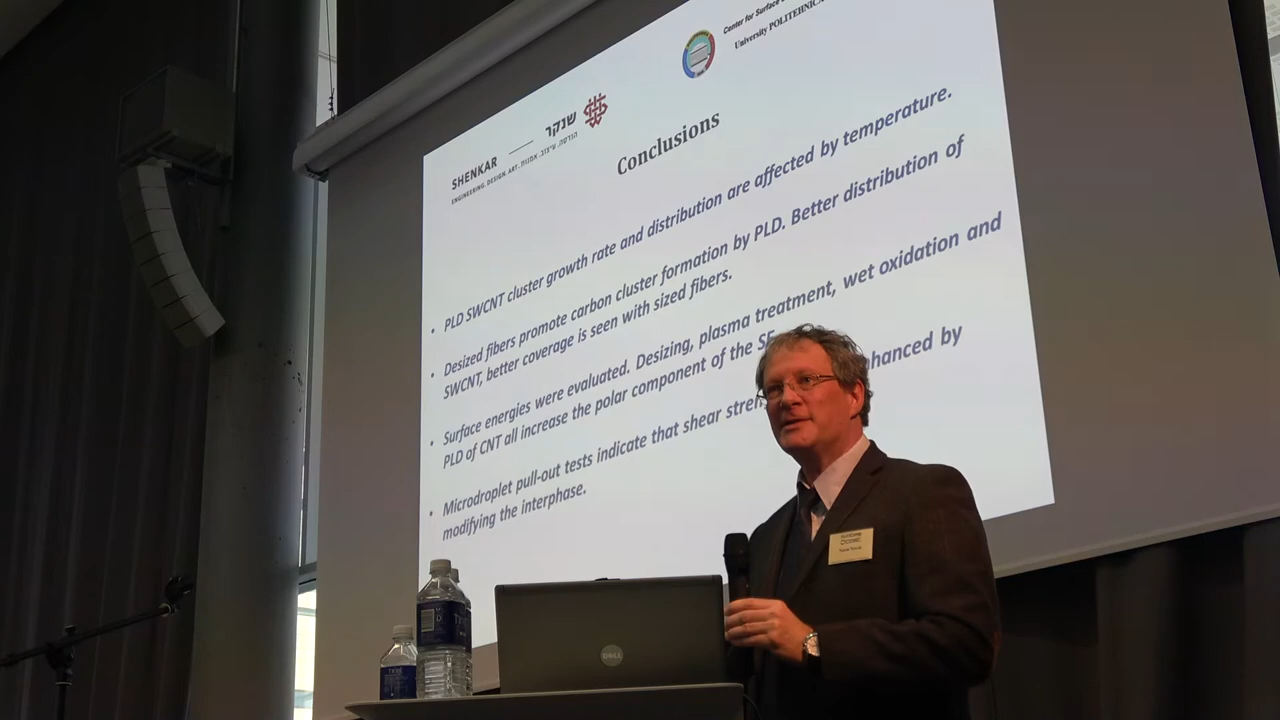 Center for Surface
University POLITEHNICA
שנקר
הנדסה. עיצוב. אמנות.
SHENKAR
ENGINEERING. DESIGN. ART.
Conclusions
• PLD SWCNT cluster growth rate and distribution are affected by temperature.
• Desized fibers promote carbon cluster formation by PLD. Better distribution of
SWCNT, better coverage is seen with sized fibers.
• Surface energies were evaluated. Desizing, plasma treatment, wet oxidation and
PLD of CNT all increase the polar component of the SE
• Microdroplet pull-out tests indicate that shear stren nhanced by
modifying the interphase.
DELL